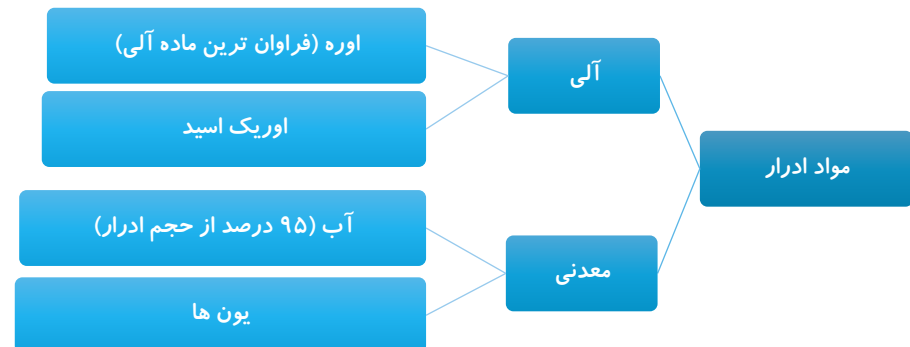 مواد ادرار
آلی
اوره (فراوان ترین ماده آلی)
اوریک اسید
معدنی
آب (۹۵ درصد از حجم ادرار)
یون ها